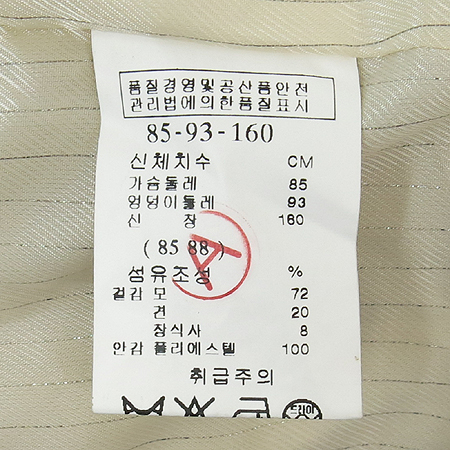 품질경영및공산품안전
관리법에의한품질표시
85-93-160
신체치수 CM
가슴둘레 85
엉덩이둘레 93
신 장 160
( 85 88 )
A
섬유조성 %
겉감 모 72
견 20
장식사 8
안감 폴리에스텔 100
취급주의
드라이